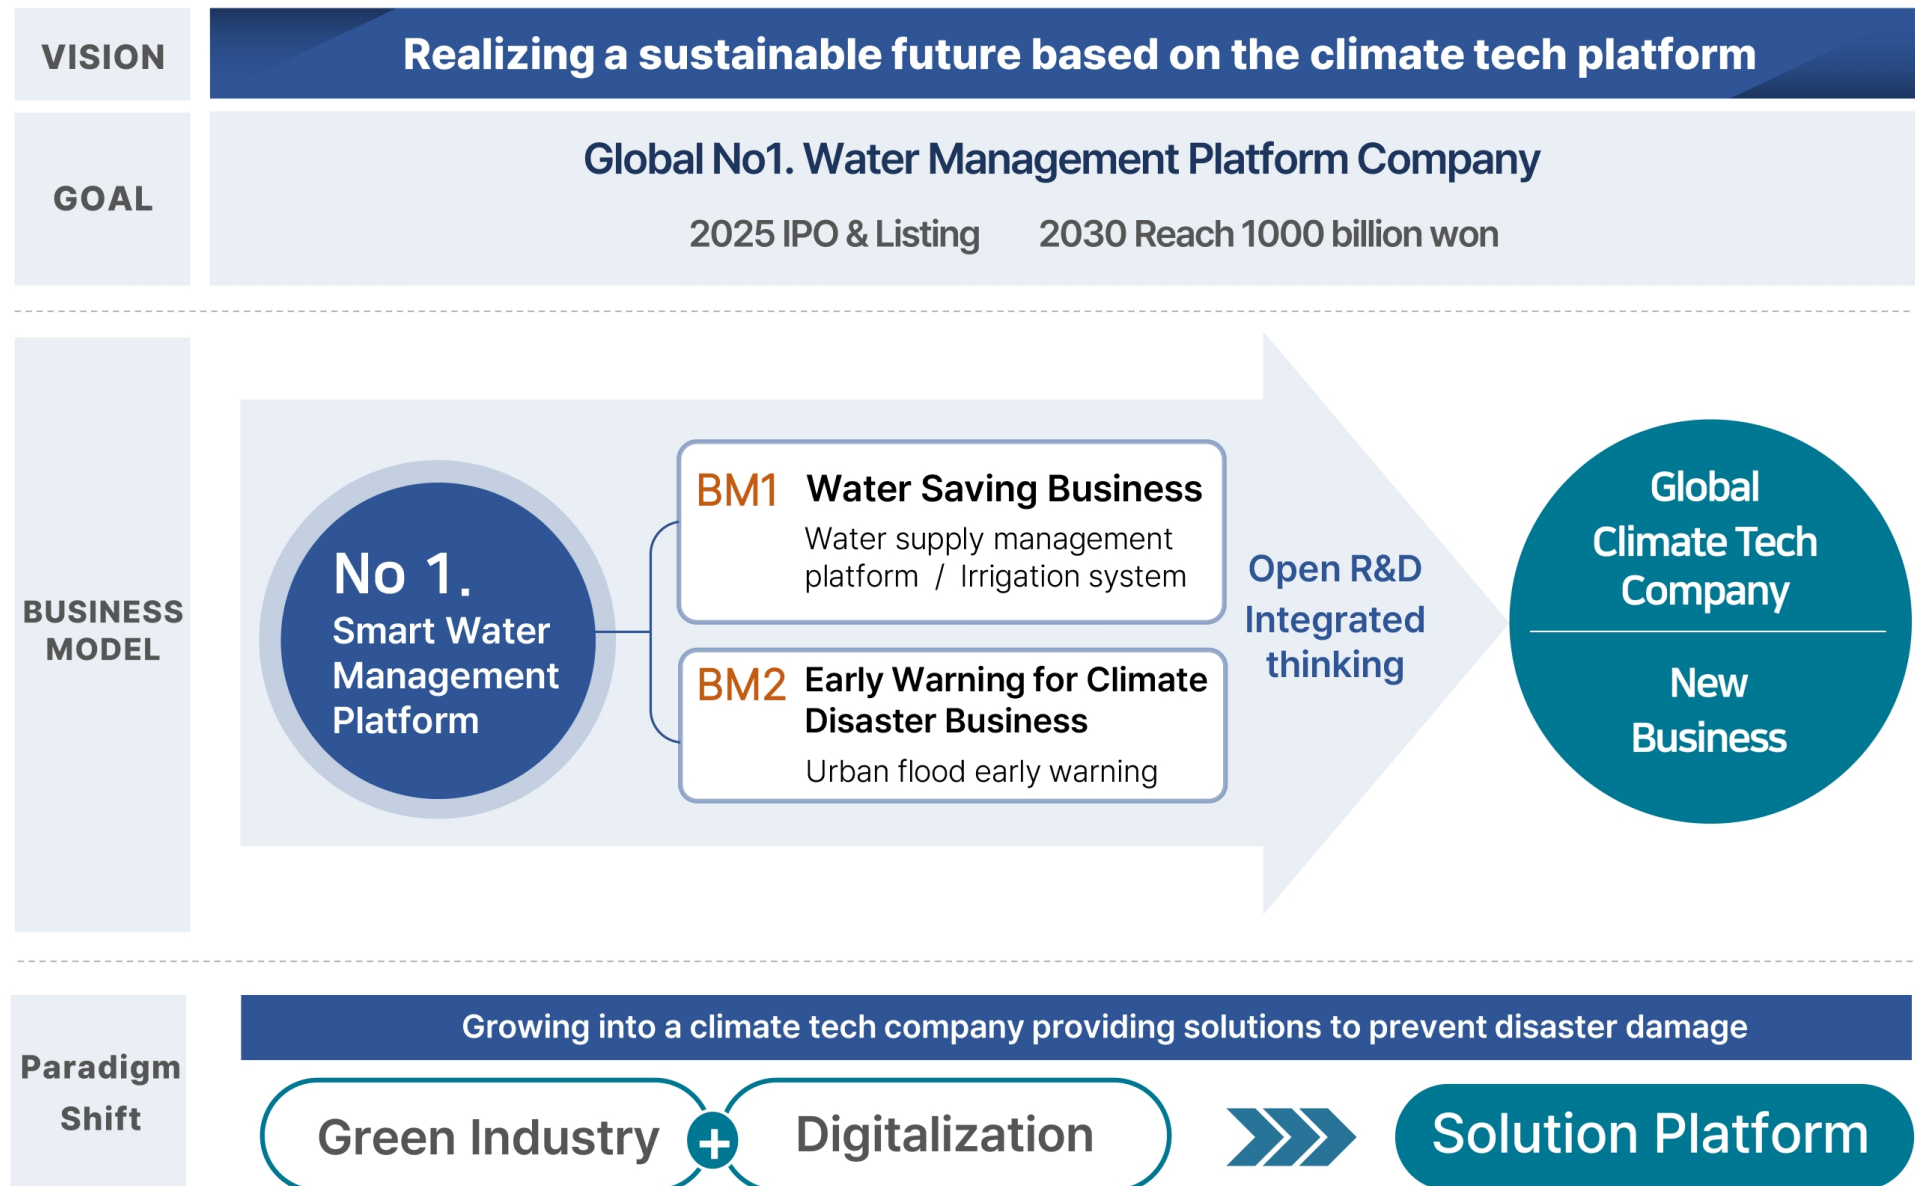 VISION
Realizing a sustainable future based on the climate tech platform
GOAL
Global No1. Water Management Platform Company
2025 IPO & Listing 2030 Reach 1000 billion won
BUSINESS
MODEL
No 1.
Smart Water
Management
Platform
BM1 Water Saving Business
Water supply management
platform / Irrigation system
BM2 Early Warning for Climate
Disaster Business
Urban flood early warning
Open R&D
Integrated
thinking
Global
Climate Tech
Company
New
Business
Paradigm
Shift
Growing into a climate tech company providing solutions to prevent disaster damage
Green Industry + Digitalization Solution Platform